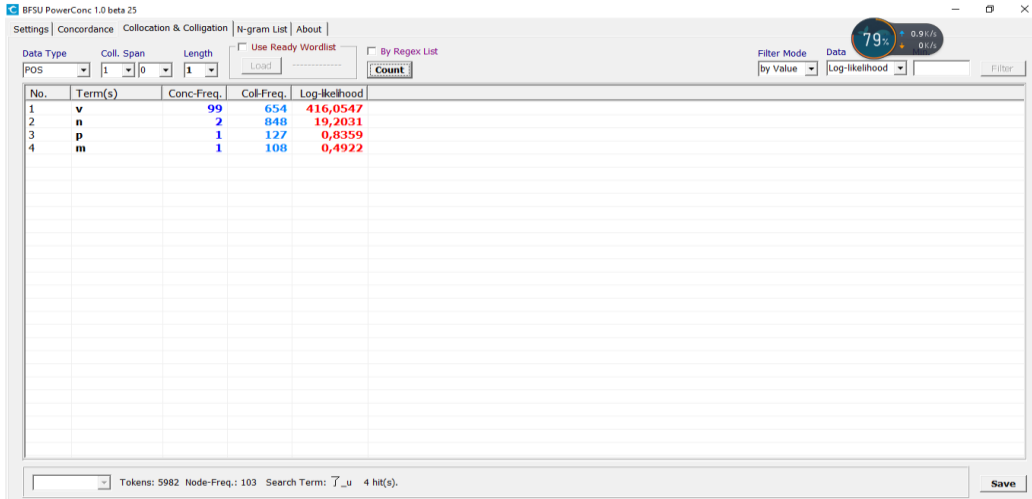 BFSU PowerConc 1.0 beta 25
Settings Concordance Collocation & Colligation N-gram List About
79% 0.9K/s
0K/s
Data Type Coll. Span Length Use Ready Wordlist By Regex List Filter Mode Data
POS 1 0 1 Load -------------- Count by Value Log-likelihood Filter
No. Term(s) Conc-Freq. Coll-Freq. Log-likelihood
1 v 99 654 416,0547
2 n 2 848 19,2031
3 p 1 127 0,8359
4 m 1 108 0,4922
Tokens: 5982 Node-Freq.: 103 Search Term: 了_u 4 hit(s).
Save